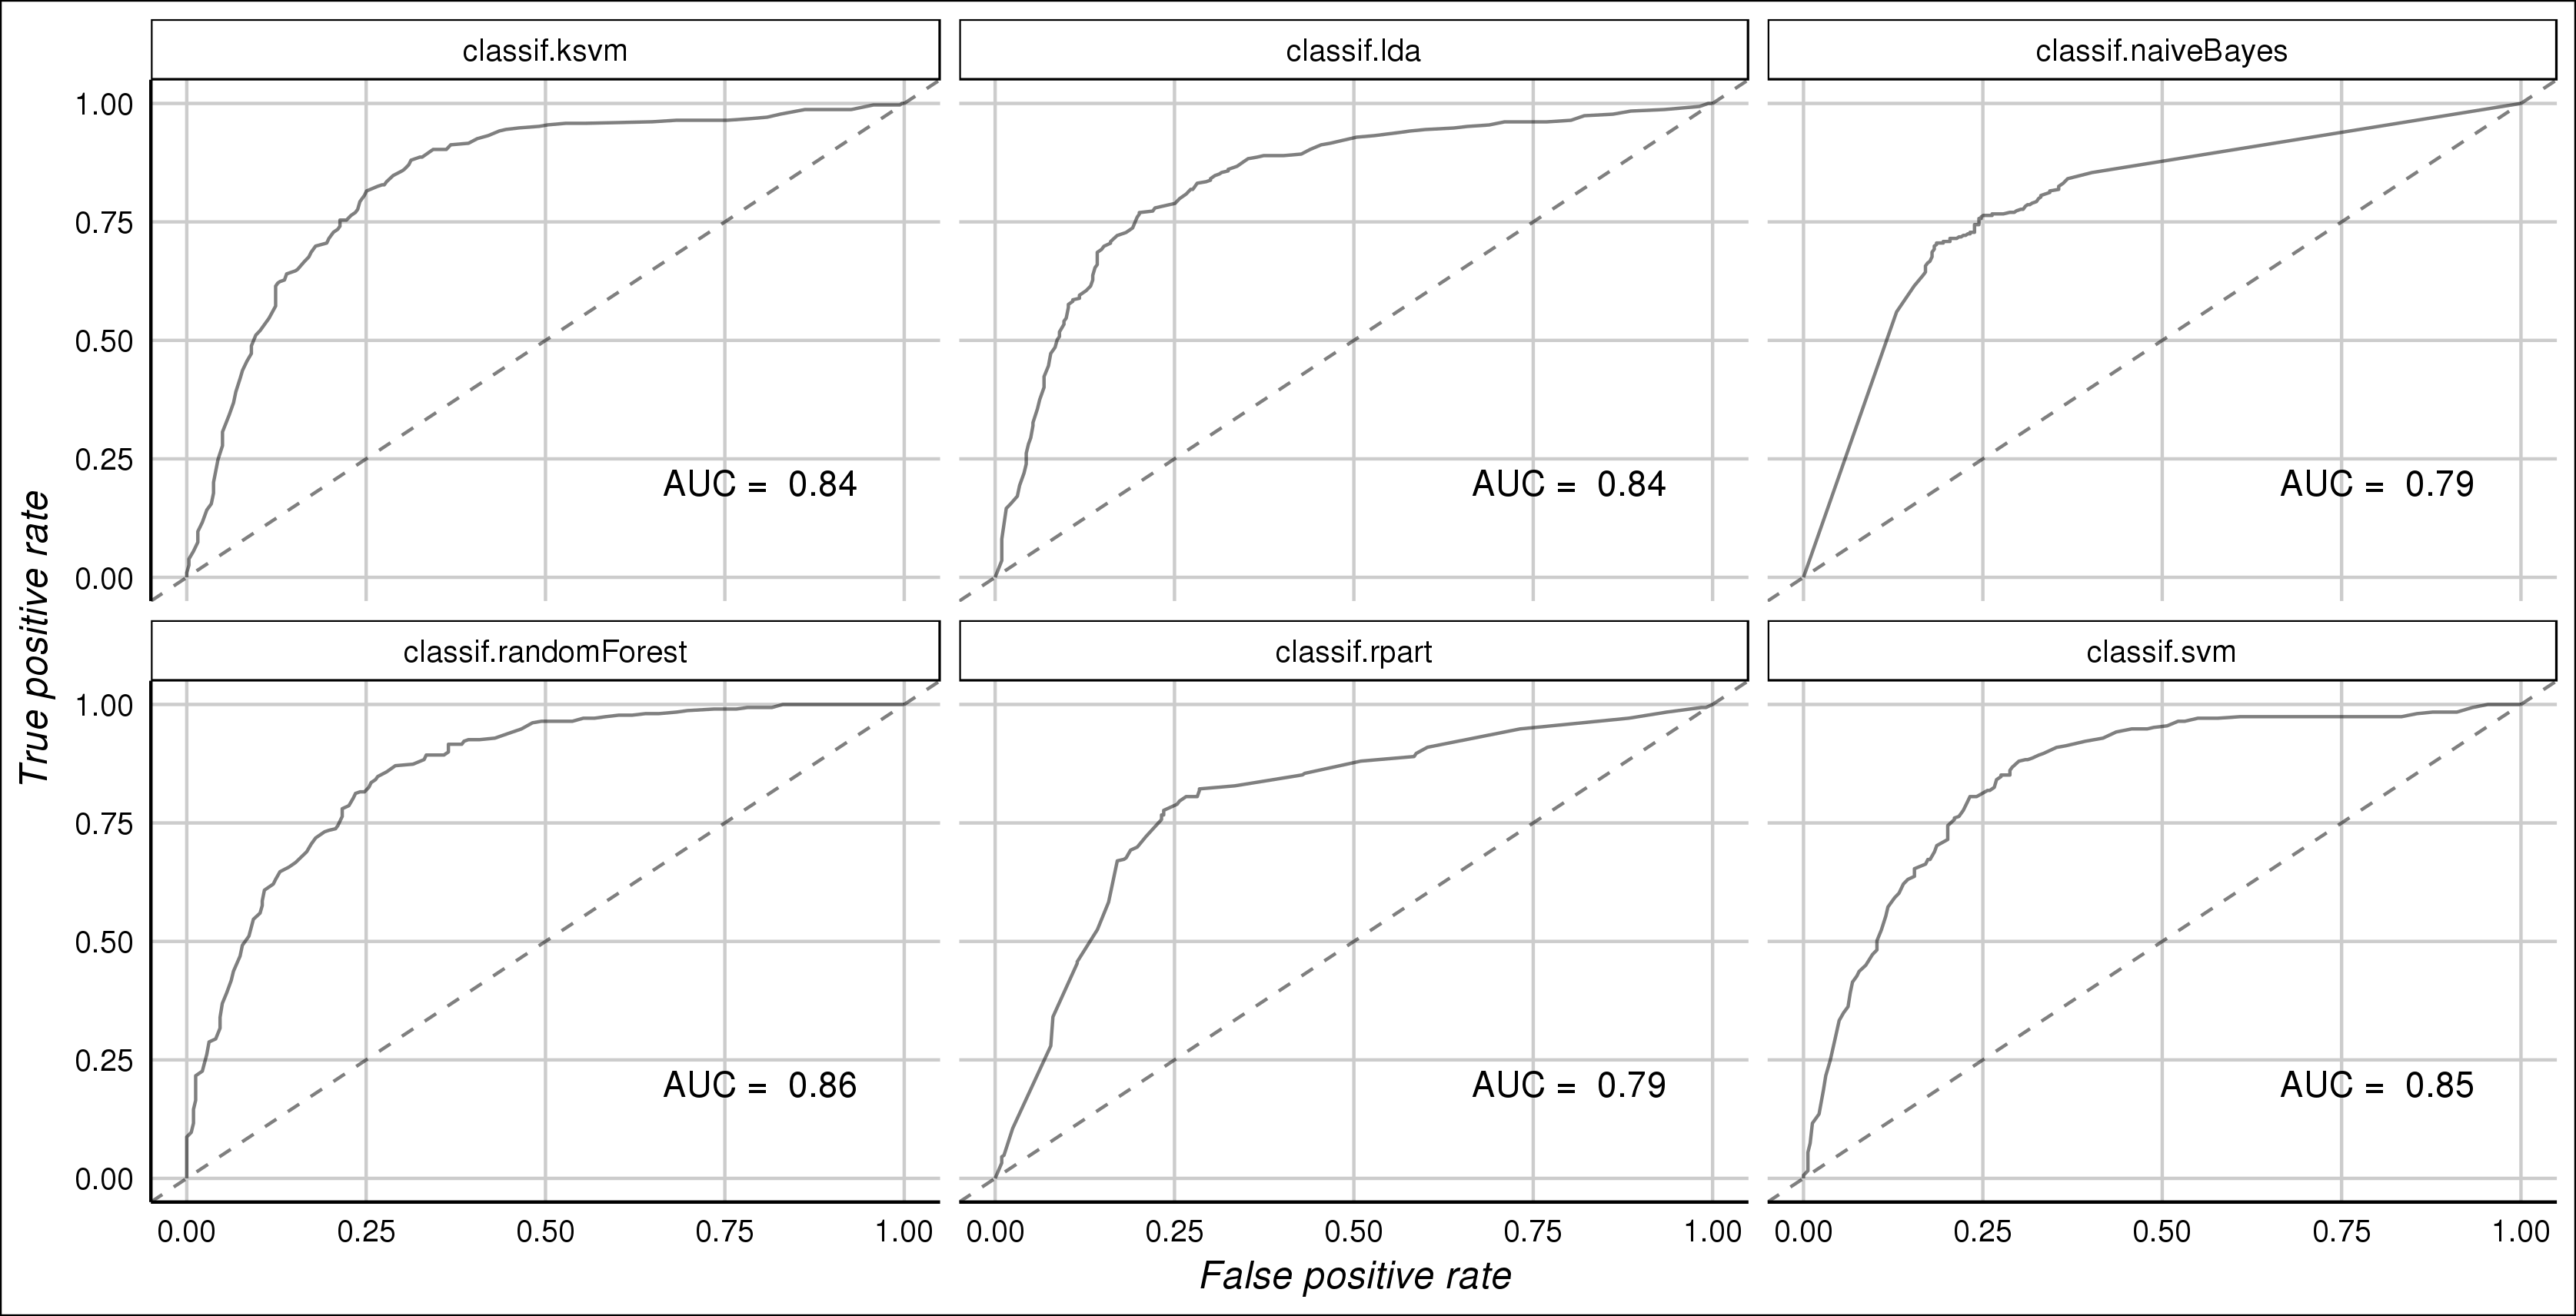 classif.ksvm
classif.lda
classif.naiveBayes
1.00
0.75
0.50
0.25
0.00
AUC = 0.84
AUC = 0.84
AUC = 0.79
True positive rate
classif.randomForest
classif.rpart
classif.svm
1.00
0.75
0.50
0.25
0.00
AUC = 0.86
AUC = 0.79
AUC = 0.85
0.00 0.25 0.50 0.75 1.00
0.00 0.25 0.50 0.75 1.00
0.00 0.25 0.50 0.75 1.00
False positive rate